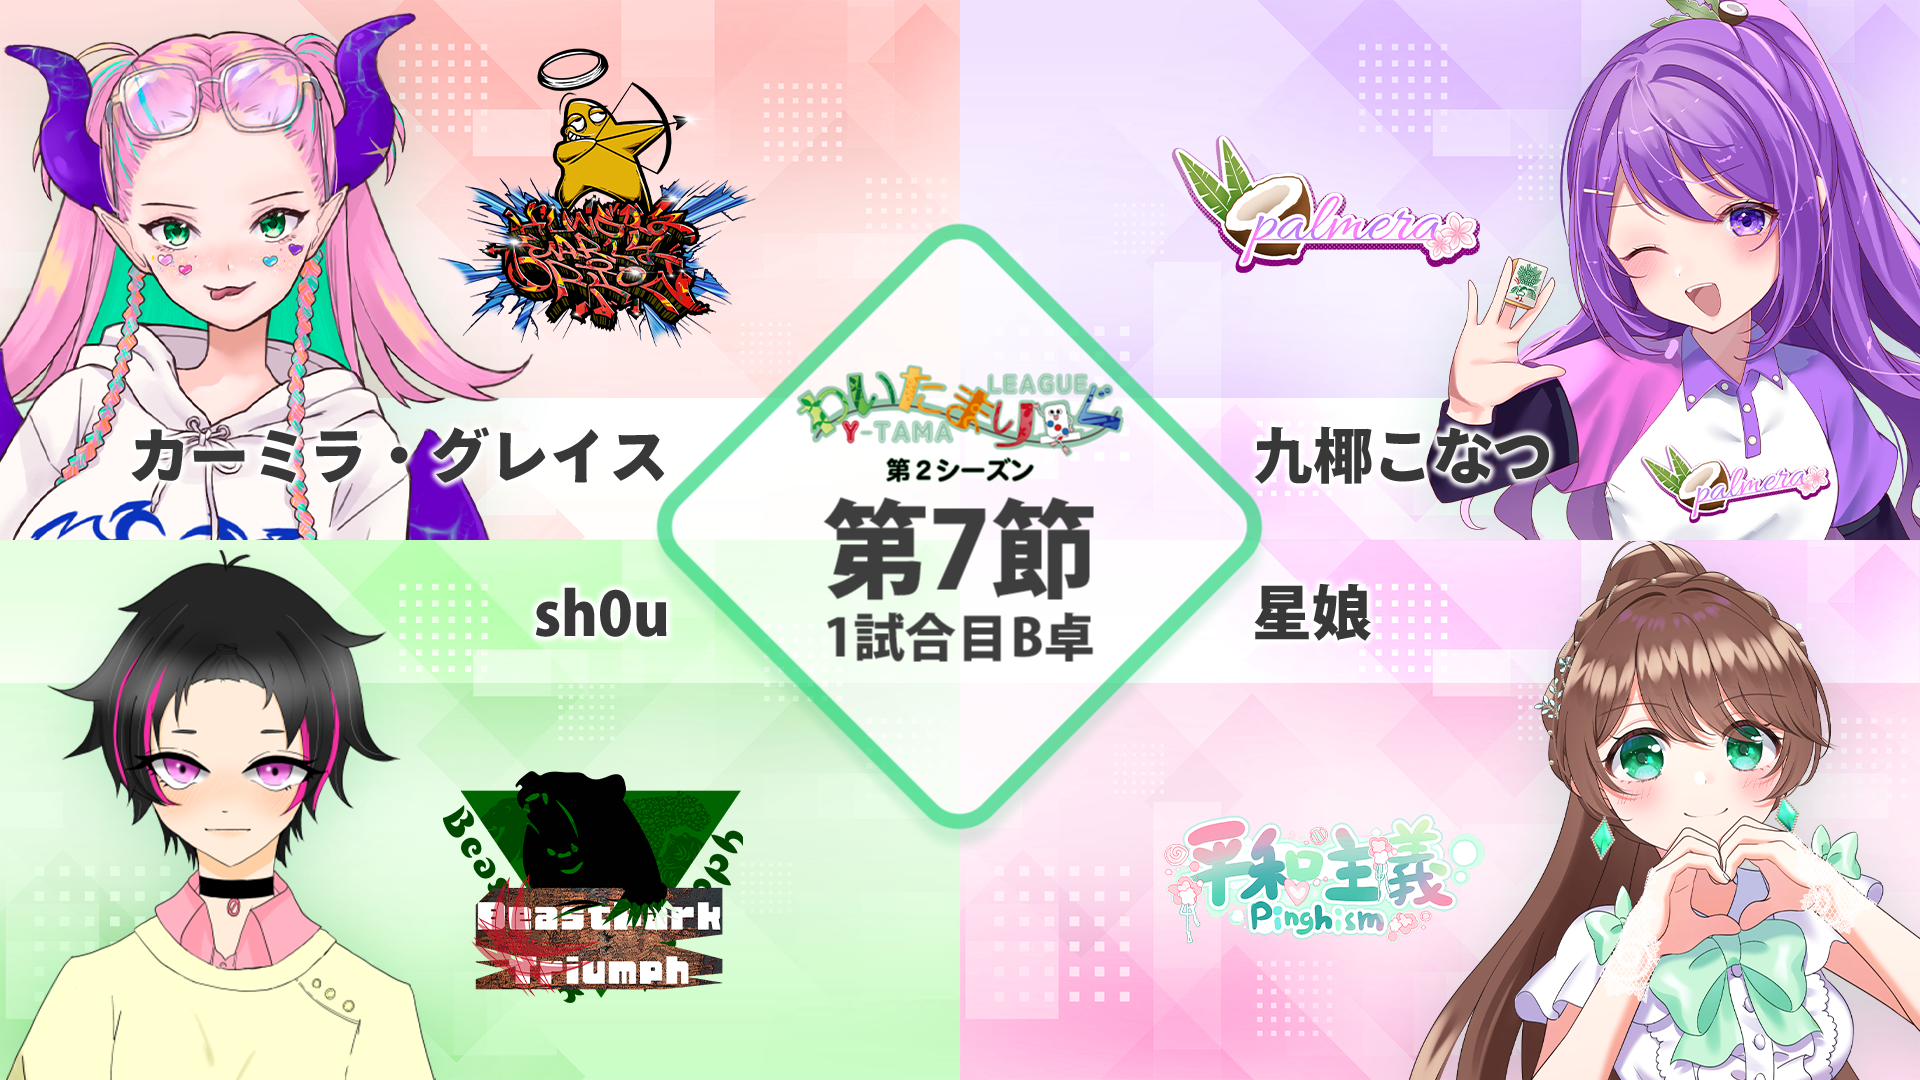 カーミラ・グレイス
palmera
九椰こなつ
palmera
わいたまりーぐ
LEAGUE
Y-TAMA
第2シーズン
第7節
1試合目B卓
sh0u
星娘
Beastpark
Triumph
平和主義
Pinghism